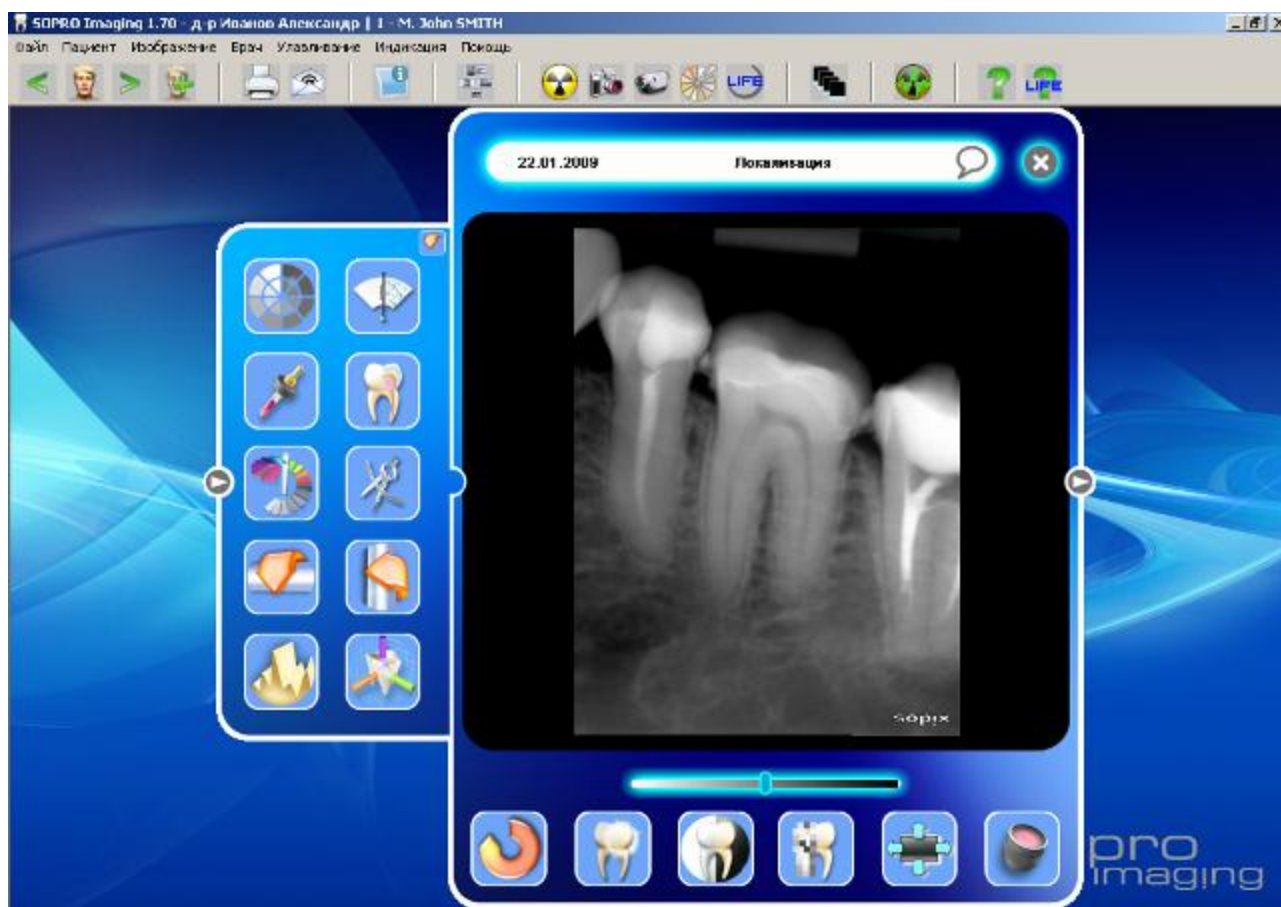 SOPRO Imaging 1.70 - д-р Иванов Александр | 1 - M. John SMITH
Файл Пациент Изображение Врач Улавливание Индикация Помощь
LIFE
LIFE
22.01.2009 Локализация
sopix
pro
imaging